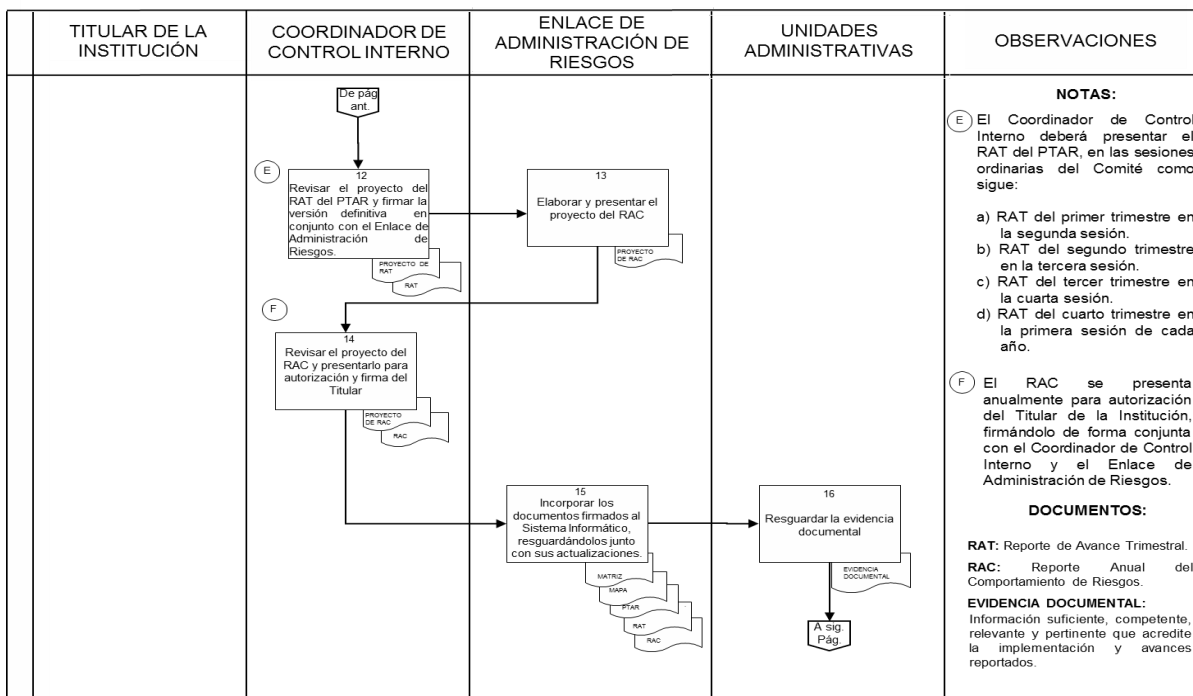 TITULAR DE LA
INSTITUCIÓN
COORDINADOR DE
CONTROL INTERNO
ENLACE DE
ADMINISTRACIÓN DE
RIESGOS
UNIDADES
ADMINISTRATIVAS
OBSERVACIONES
De pág
ant.
E
12
Revisar el proyecto del
RAT del PTAR y firmar la
versión definitiva en
conjunto con el Enlace de
Administración de
Riesgos.
PROYECTO DE
RAT
RAT
13
Elaborar y presentar el
proyecto del RAC
PROYECTO
DE RAC
F
14
Revisar el proyecto del
RAC y presentarlo para
autorización y firma del
Titular
PROYECTO
DE RAC
RAC
15
Incorporar los
documentos firmados al
Sistema Informático,
resguardándolos junto
con sus actualizaciones.
MATRIZ
MAPA
PTAR
RAT
RAC
16
Resguardar la evidencia
documental
EVIDENCIA
DOCUMENTAL
A sig.
Pág.
NOTAS:
E El Coordinador de Control
Interno deberá presentar el
RAT del PTAR, en las sesiones
ordinarias del Comité como
sigue:
a) RAT del primer trimestre en
la segunda sesión.
b) RAT del segundo trimestre
en la tercera sesión.
c) RAT del tercer trimestre en
la cuarta sesión.
d) RAT del cuarto trimestre en
la primera sesión de cada
año.
F El RAC se presenta
anualmente para autorización
del Titular de la Institución,
firmándolo de forma conjunta
con el Coordinador de Control
Interno y el Enlace de
Administración de Riesgos.
DOCUMENTOS:
RAT: Reporte de Avance Trimestral.
RAC: Reporte Anual del
Comportamiento de Riesgos.
EVIDENCIA DOCUMENTAL:
Información suficiente, competente,
relevante y pertinente que acredite
la implementación y avances
reportados.